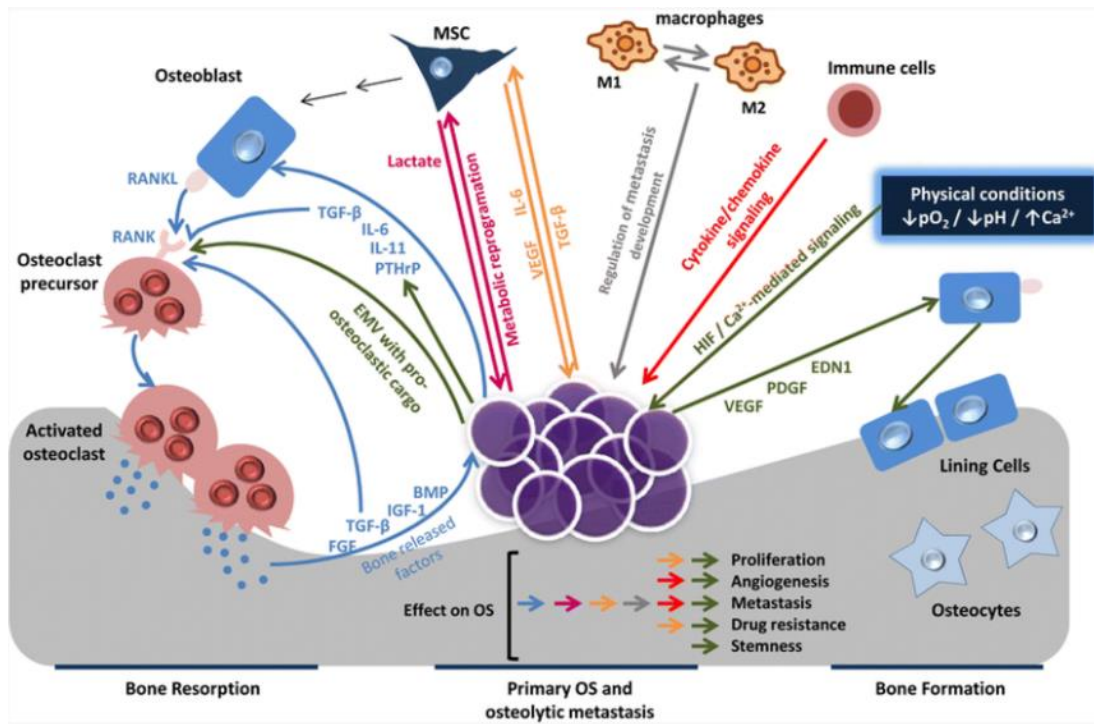 macrophages
MSC
M1
M2
Immune cells
Osteoblast
RANKL
RANK
Osteoclast
precursor
TGF-β
IL-6
IL-11
PTHrP
EMV with pro-
osteoclastic cargo
Lactate
Metabolic reprogramation
VEGF IL-6
TGF-β
Regulation of metastasis
development
Cytokine/chemokine
signaling
HIF / Ca²⁺-mediated signaling
Physical conditions
↓pO₂ / ↓pH / ↑Ca²⁺
VEGF
PDGF
EDN1
Activated
osteoclast
BMP
IGF-1
TGF-β
FGF
Bone released
factors
Lining Cells
Osteocytes
Effect on OS
Proliferation
Angiogenesis
Metastasis
Drug resistance
Stemness
Bone Resorption
Primary OS and
osteolytic metastasis
Bone Formation